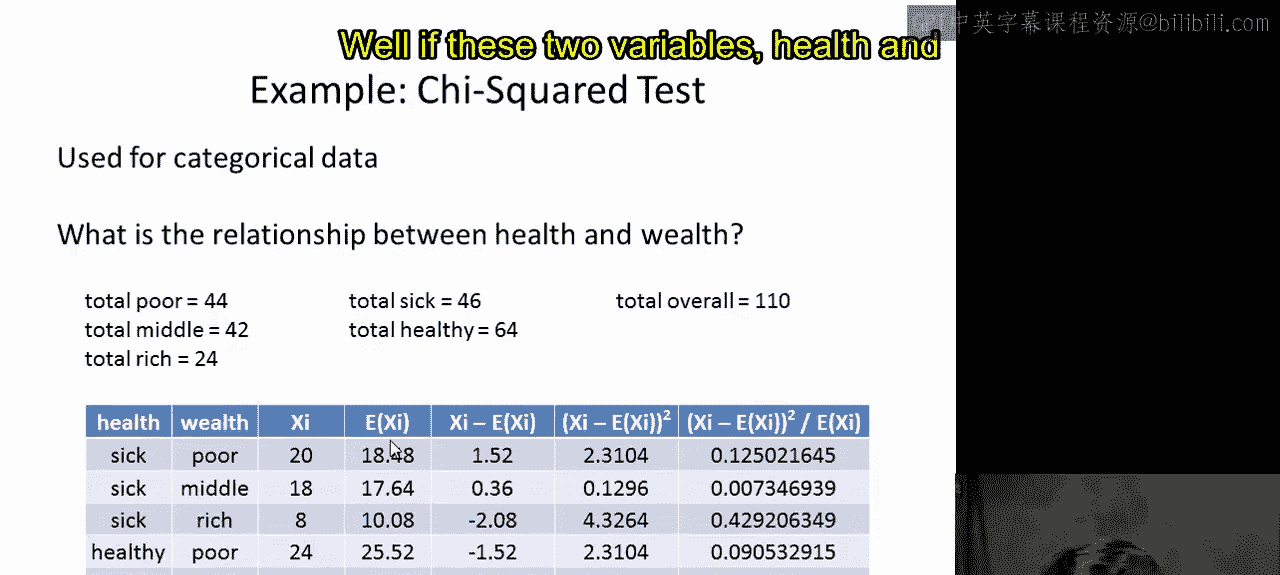 中英字幕课程资源@bilibili.com
Well if these two variables, health and
Example: Chi-Squared Test
Used for categorical data
What is the relationship between health and wealth?
total poor = 44 total sick = 46 total overall = 110
total middle = 42 total healthy = 64
total rich = 24
health wealth Xi E(Xi) Xi – E(Xi) (Xi – E(Xi))² (Xi – E(Xi))² / E(Xi)
sick poor 20 18.48 1.52 2.3104 0.125021645
sick middle 18 17.64 0.36 0.1296 0.007346939
sick rich 8 10.08 -2.08 4.3264 0.429206349
healthy poor 24 25.52 -1.52 2.3104 0.090532915